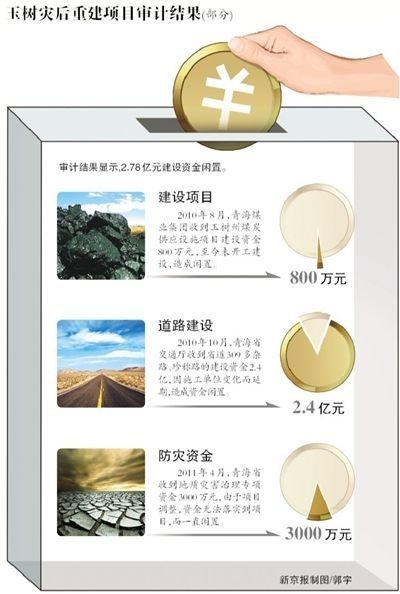 玉树灾后重建项目审计结果(部分)
¥
审计结果显示,2.78亿元建设资金闲置。
建设项目
2010年8月,青海煤
业集团收到玉树州煤炭
供应设施项目建设资金
800万元,至今未开工建
设,造成闲置。
800万元
道路建设
2010年10月,青海省
交通厅收到省道309多杂
路、珍称路的建设资金2.4
亿,因施工单位变化而延
期,造成资金闲置。
2.4亿元
防灾资金
2011年4月,青海省
收到地质灾害治理专项
资金3000万元,由于项目
调整,资金无法落实到项
目,而一直闲置。
3000万元
新京报制图/郭宇